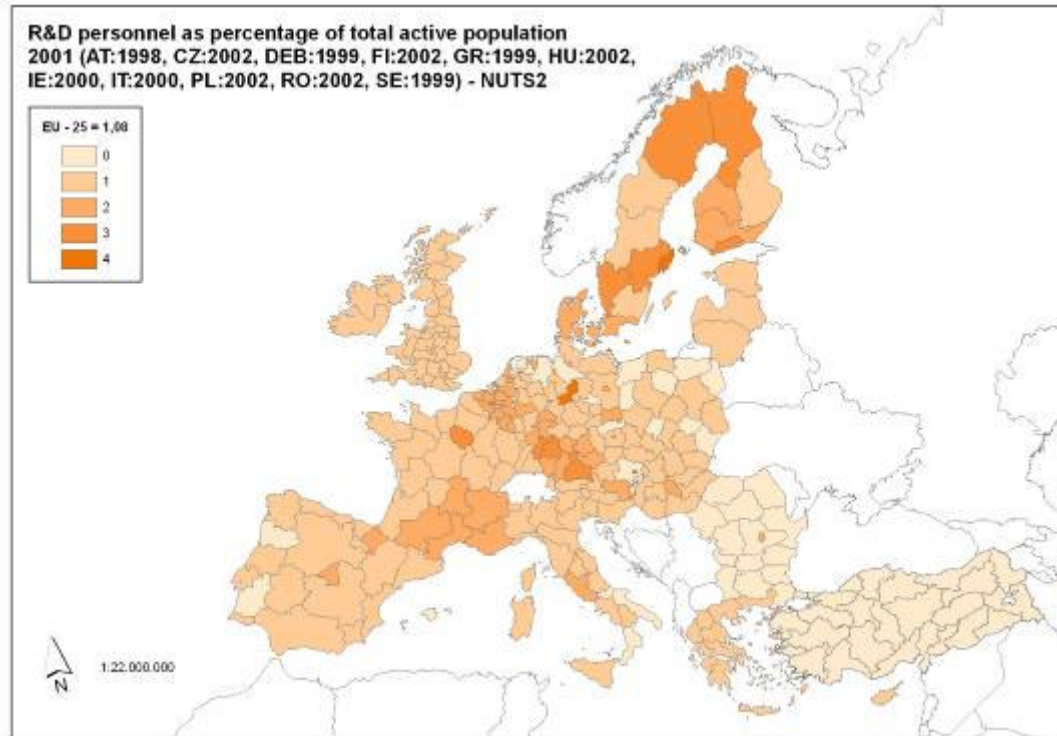 R&D personnel as percentage of total active population
2001 (AT:1998, CZ:2002, DEB:1999, FI:2002, GR:1999, HU:2002,
IE:2000, IT:2000, PL:2002, RO:2002, SE:1999) - NUTS2
EU - 25 = 1,08
0
1
2
3
4
1:22.000.000
N